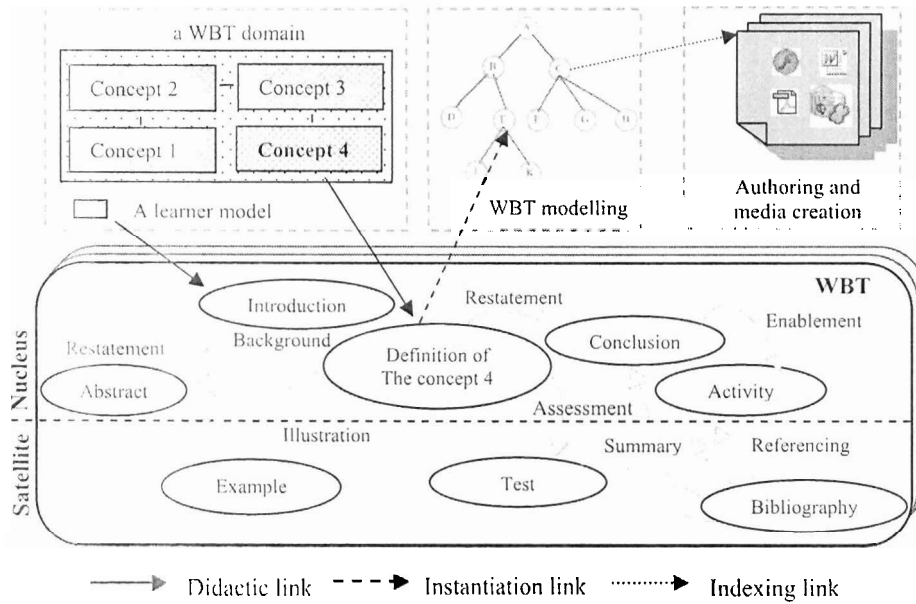 a WBT domain
Concept 2
Concept 3
Concept 1
Concept 4
A learner model
A
B
D
F
G
H
K
WBT modelling
Authoring and
media creation
WBT
Nucleus
Satellite
Introduction
Restatement
Enablement
Background
Restatement
Definition of
The concept 4
Conclusion
Abstract
Activity
Assessment
Illustration
Summary
Referencing
Example
Test
Bibliography
Didactic link
Instantiation link
Indexing link